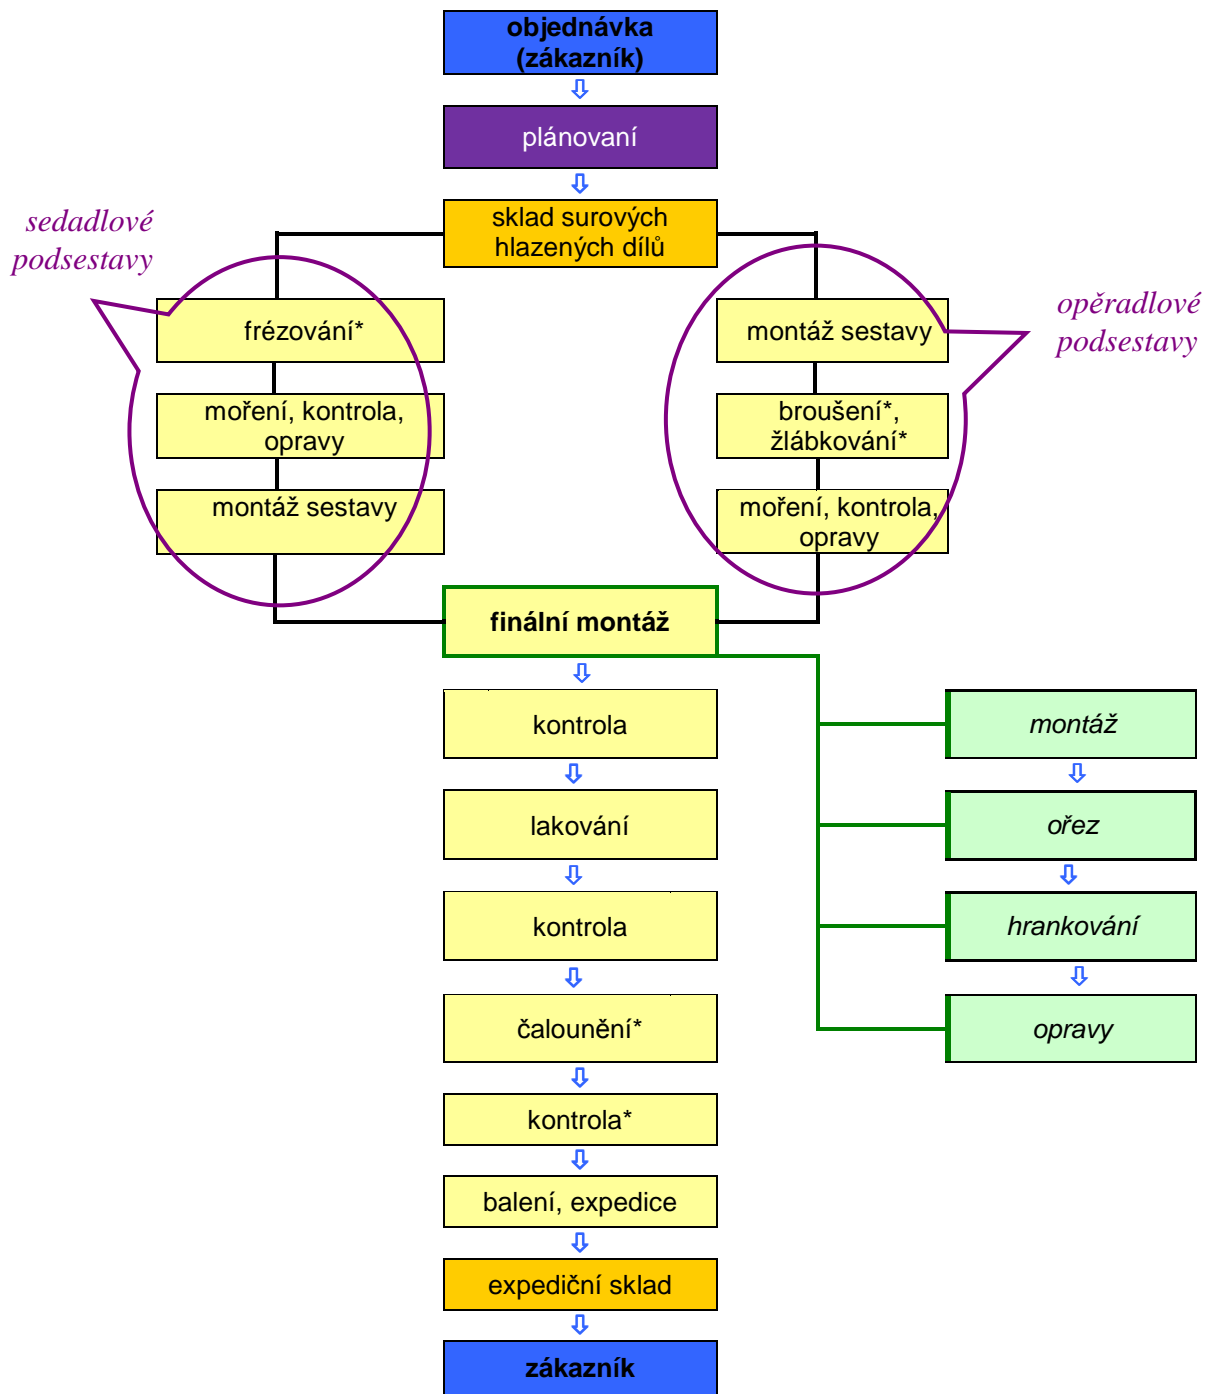 objednávka
(zákazník)
plánovaní
sklad surových
hlazených dílů
sedadlové
podsestavy
frézování*
moření, kontrola,
opravy
montáž sestavy
opěradlové
podsestavy
montáž sestavy
broušení*,
žlábkování*
moření, kontrola,
opravy
finální montáž
kontrola
lakování
kontrola
čalounění*
kontrola*
balení, expedice
expediční sklad
zákazník
montáž
ořez
hrankování
opravy